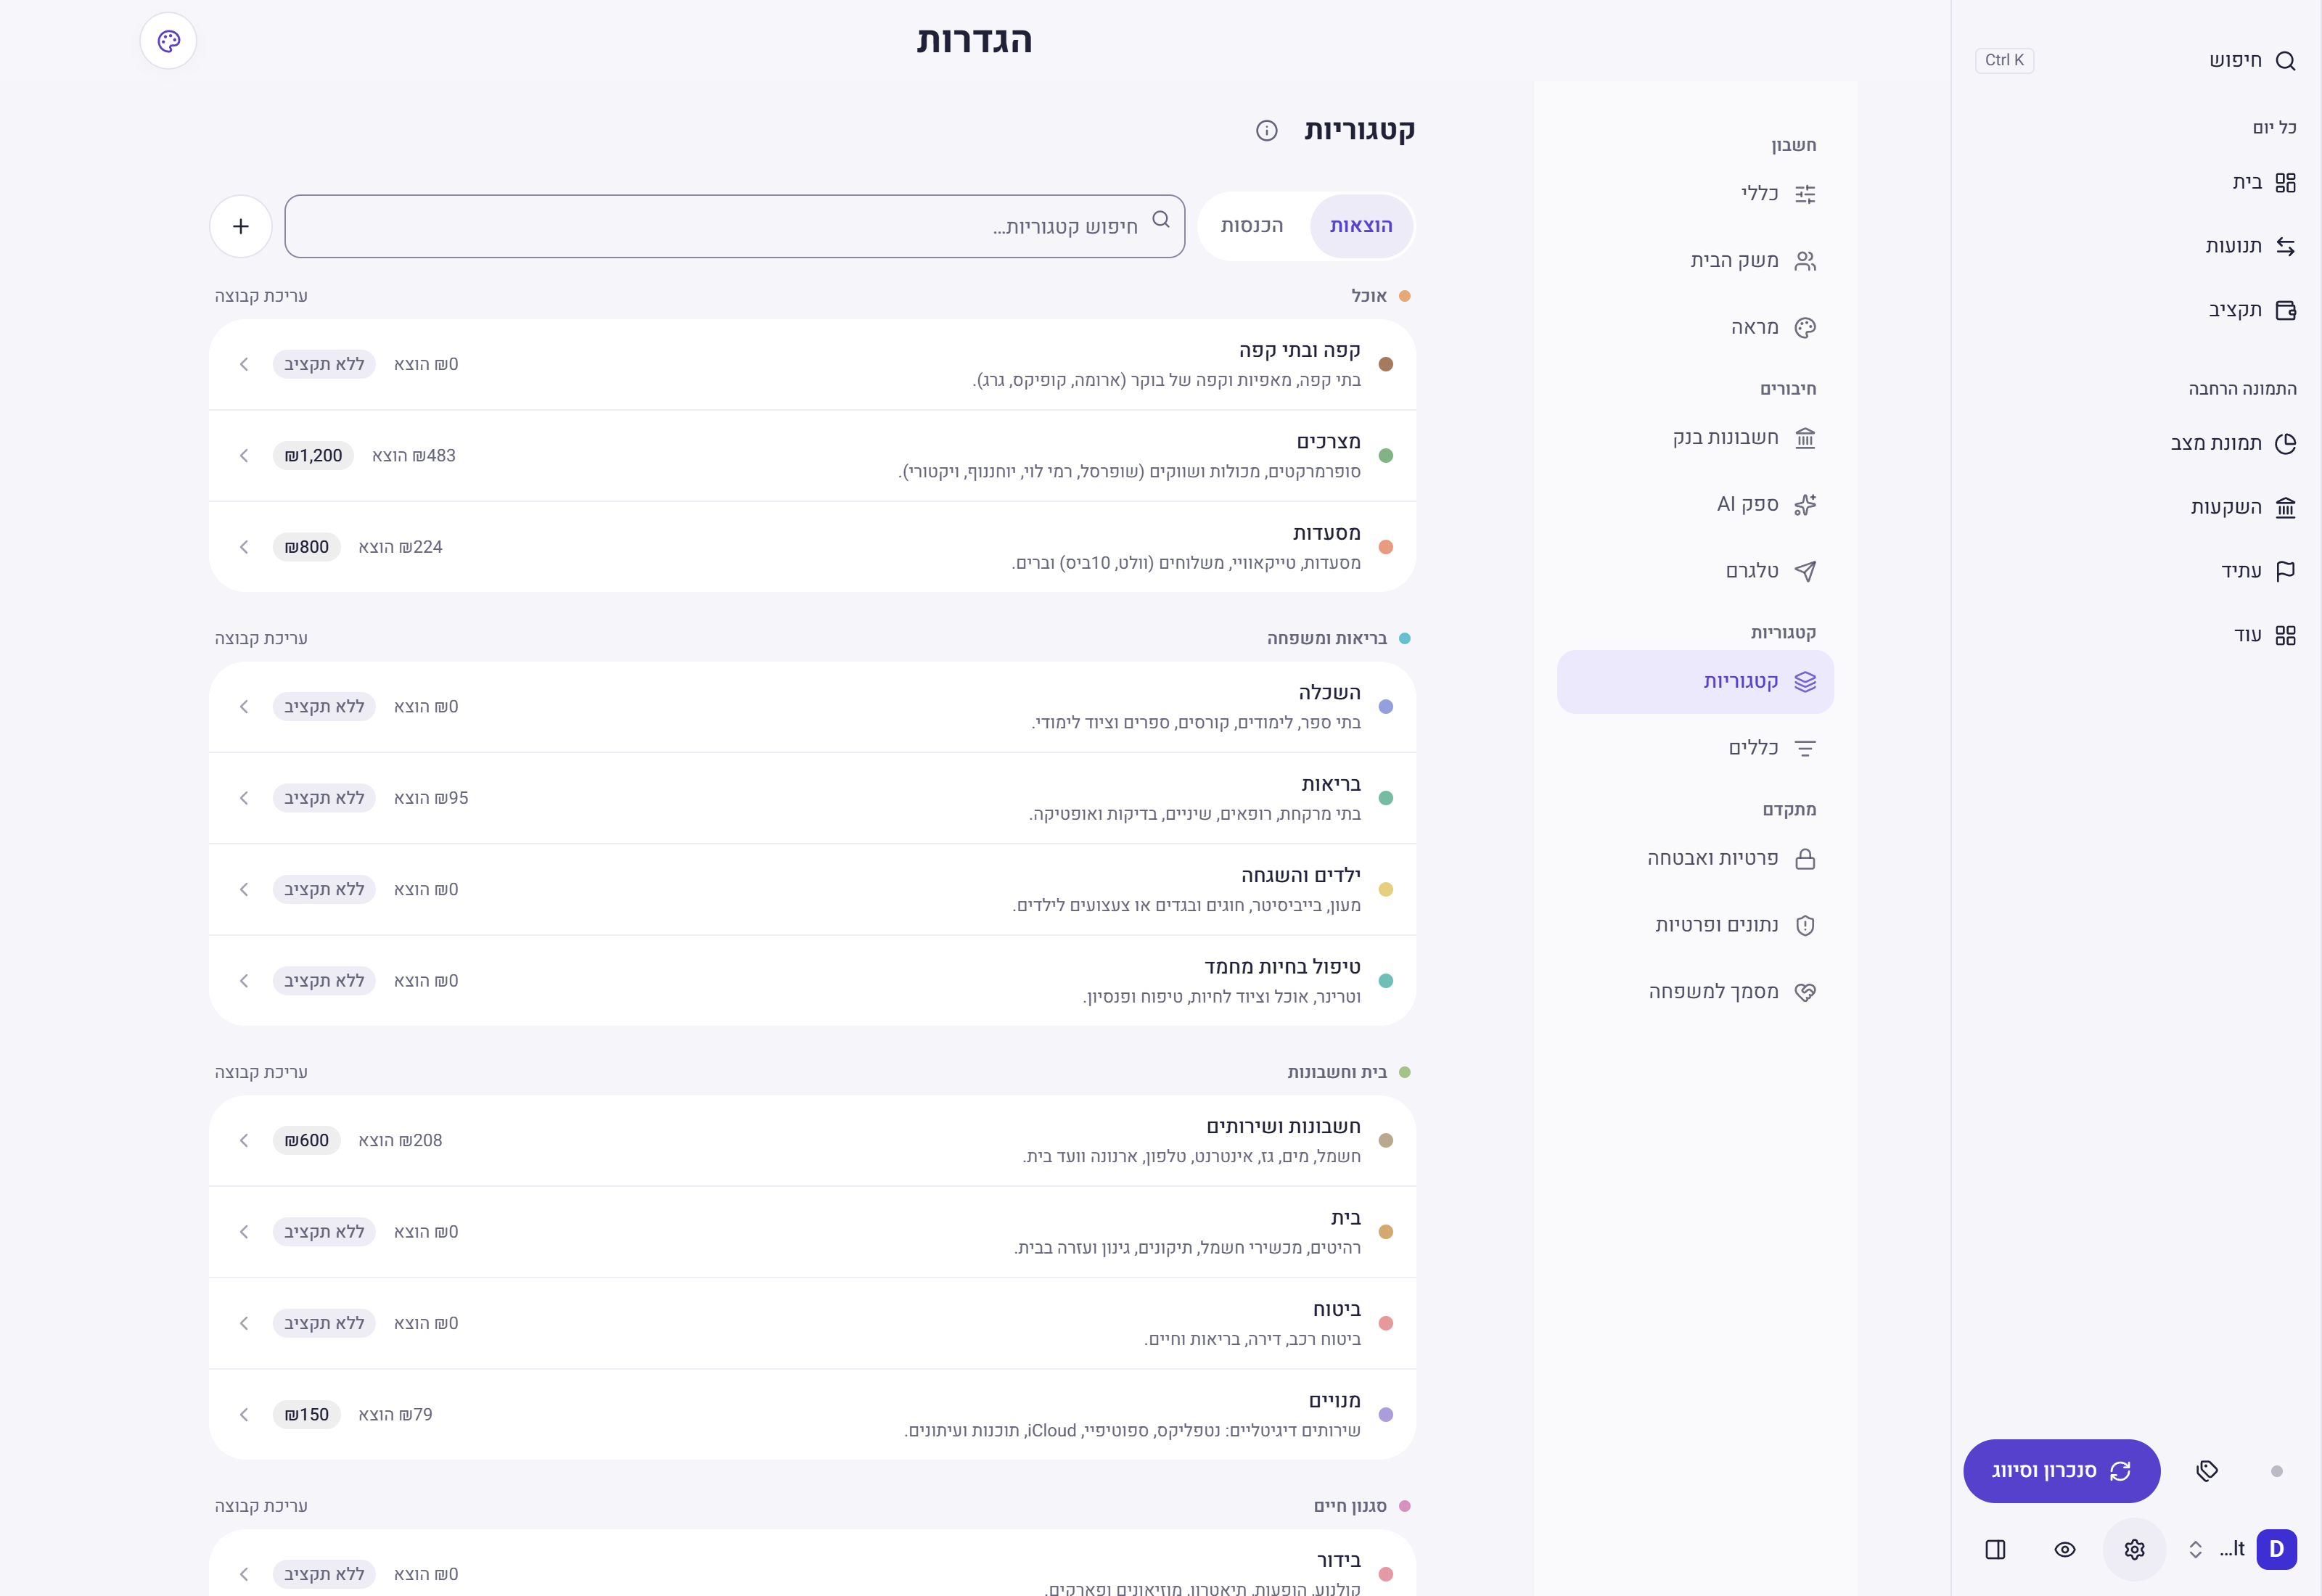 חיפוש
Ctrl K
כל יום
בית
תנועות
תקציב
התמונה הרחבה
תמונת מצב
השקעות
עתיד
עוד
סנכרון וסיווג
D
lt...
הגדרות
חשבון
כללי
משק הבית
מראה
חיבורים
חשבונות בנק
ספק AI
טלגרם
קטגוריות
קטגוריות
כללים
מתקדם
פרטיות ואבטחה
נתונים ופרטיות
מסמך למשפחה
קטגוריות
הוצאות
הכנסות
חיפוש קטגוריות...
אוכל
עריכת קבוצה
קפה ובתי קפה
בתי קפה, מאפיות וקפה של בוקר (ארומה, קופיקס, גרג).
₪0 הוצא
ללא תקציב
מצרכים
סופרמרקטים, מכולות ושווקים (שופרסל, רמי לוי, יוחננוף, ויקטורי).
₪483 הוצא
₪1,200
מסעדות
מסעדות, טייקאוויי, משלוחים (וולט, 10ביס) וברים.
₪224 הוצא
₪800
בריאות ומשפחה
עריכת קבוצה
השכלה
בתי ספר, לימודים, קורסים, ספרים וציוד לימודי.
₪0 הוצא
ללא תקציב
בריאות
בתי מרקחת, רופאים, שיניים, בדיקות ואופטיקה.
₪95 הוצא
ללא תקציב
ילדים והשגחה
מעון, בייביסיטר, חוגים ובגדים או צעצועים לילדים.
₪0 הוצא
ללא תקציב
טיפול בחיות מחמד
וטרינר, אוכל וציוד לחיות, טיפוח ופנסיון.
₪0 הוצא
ללא תקציב
בית וחשבונות
עריכת קבוצה
חשבונות ושירותים
חשמל, מים, גז, אינטרנט, טלפון, ארנונה וועד בית.
₪208 הוצא
₪600
בית
רהיטים, מכשירי חשמל, תיקונים, גינון ועזרה בבית.
₪0 הוצא
ללא תקציב
ביטוח
ביטוח רכב, דירה, בריאות וחיים.
₪0 הוצא
ללא תקציב
מנויים
שירותים דיגיטליים: נטפליקס, ספוטיפיי, iCloud, תוכנות ועיתונים.
₪79 הוצא
₪150
סגנון חיים
עריכת קבוצה
בידור
קולנוע, הופעות, תיאטרון, מוזיאונים ופארקים.
₪0 הוצא
ללא תקציב